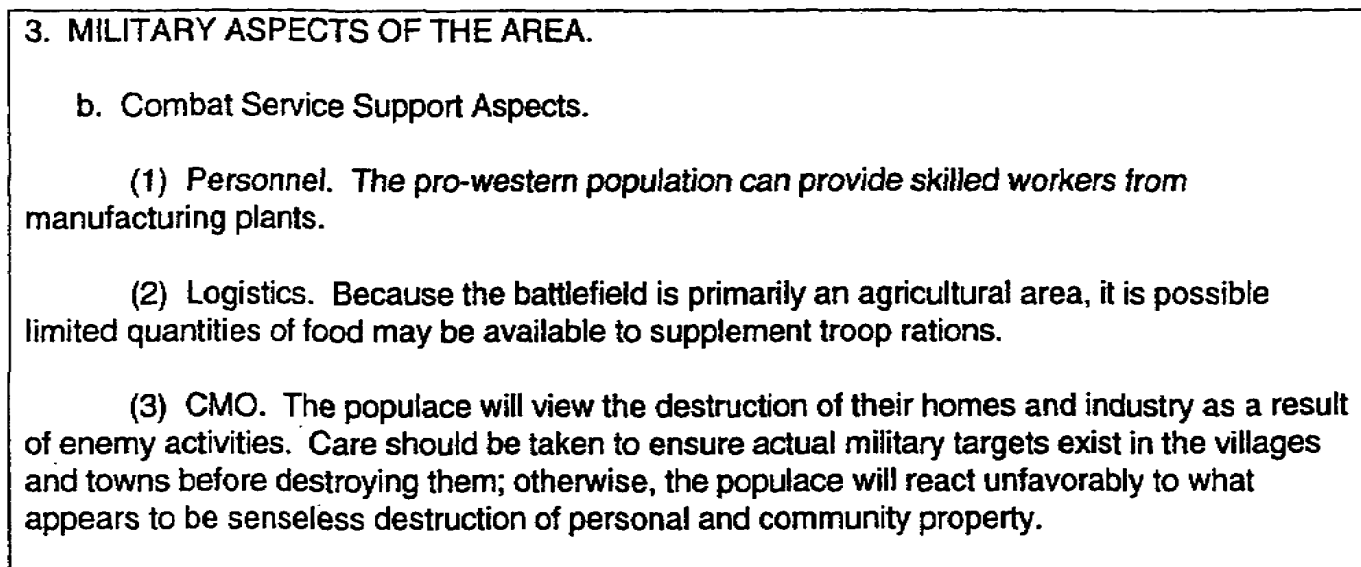 3. MILITARY ASPECTS OF THE AREA.
b. Combat Service Support Aspects.
(1) Personnel. The pro-western population can provide skilled workers from
manufacturing plants.
(2) Logistics. Because the battlefield is primarily an agricultural area, it is possible
limited quantities of food may be available to supplement troop rations.
(3) CMO. The populace will view the destruction of their homes and industry as a result
of enemy activities. Care should be taken to ensure actual military targets exist in the villages
and towns before destroying them; otherwise, the populace will react unfavorably to what
appears to be senseless destruction of personal and community property.